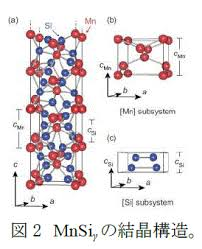 (a)
Si
Mn
c_Mn
c_Si
c
b
a
(b)
c_Mn
b
a
[Mn] subsystem
(c)
c_Si
c_Si
b
a
[Si] subsystem
図2 MnSiγの結晶構造。